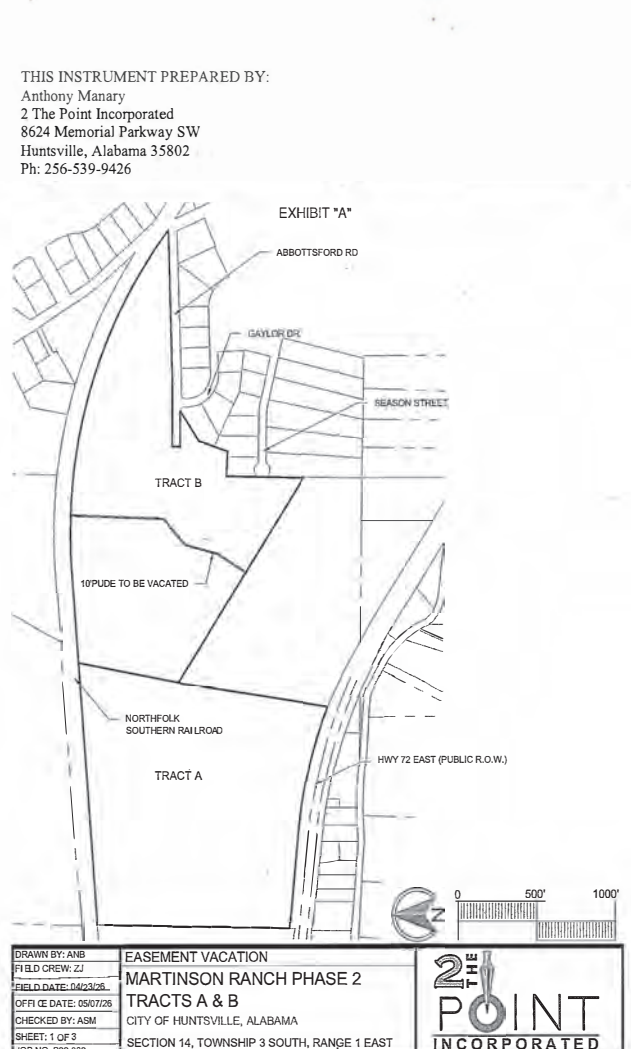 THIS INSTRUMENT PREPARED BY:
Anthony Manary
2 The Point Incorporated
8624 Memorial Parkway SW
Huntsville, Alabama 35802
Ph: 256-539-9426
EXHIBIT "A"
ABBOTTSFORD RD
GAYLOR DR.
SEASON STREET
TRACT B
10'PUDE TO BE VACATED
NORTHFOLK
SOUTHERN RAILROAD
TRACT A
HWY 72 EAST (PUBLIC R.O.W.)
N
0 500' 1000'
DRAWN BY: ANB
FIELD CREW: ZJ
FIELD DATE: 04/23/26
OFFICE DATE: 05/07/26
CHECKED BY: ASM
SHEET: 1 OF 3
EASEMENT VACATION
MARTINSON RANCH PHASE 2
TRACTS A & B
CITY OF HUNTSVILLE, ALABAMA
SECTION 14, TOWNSHIP 3 SOUTH, RANGE 1 EAST
2 THE
POINT
INCORPORATED